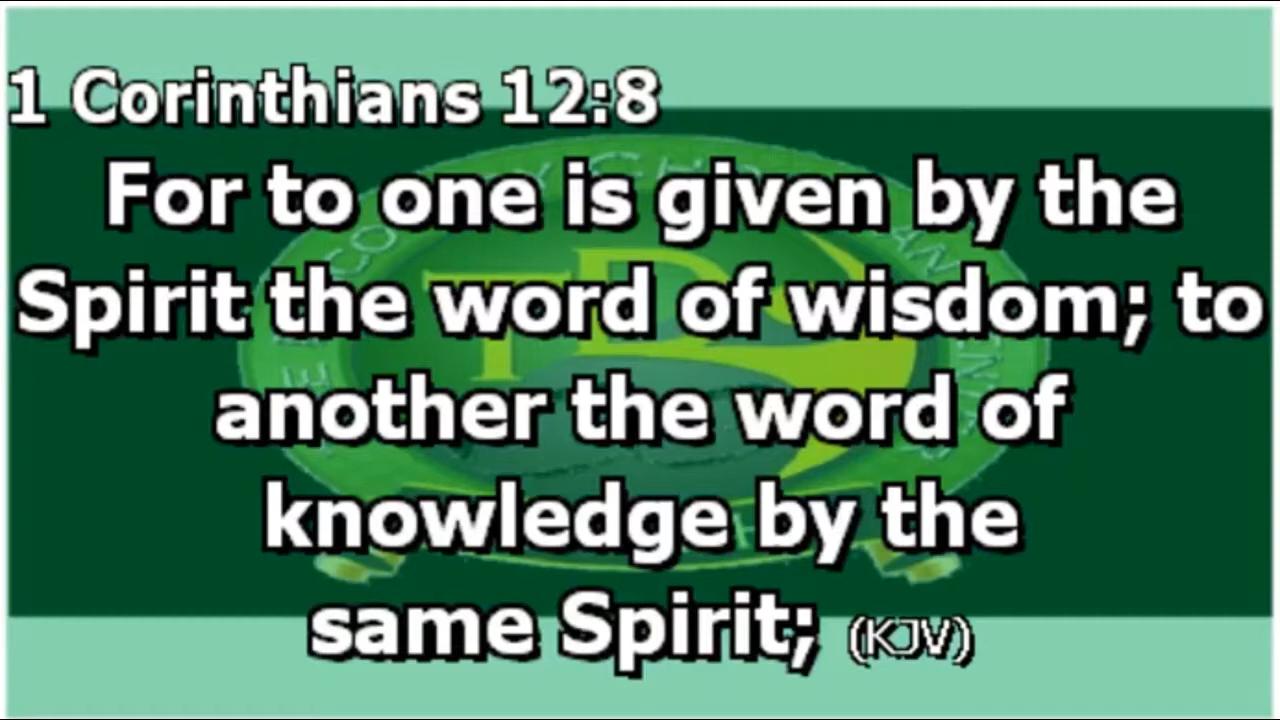 1 Corinthians 12:8
For to one is given by the
Spirit the word of wisdom; to
another the word of
knowledge by the
same Spirit; (KJV)